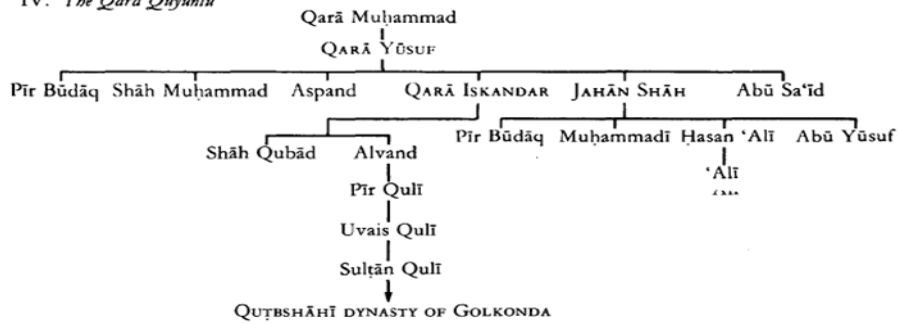 IV. The Qarā Quyūnlū
Qarā Muḥammad
QARĀ YŪSUF
Pīr Būdāq Shāh Muḥammad Aspand QARĀ ISKANDAR JAHĀN SHĀH Abū Sa‘īd
Pīr Būdāq Muḥammadī Ḥasan ‘Alī Abū Yūsuf
Shāh Qubād Alvand
‘Alī
Pīr Qulī
Uvais Qulī
Sulṭān Qulī
QUṬBSHĀHĪ DYNASTY OF GOLKONDA